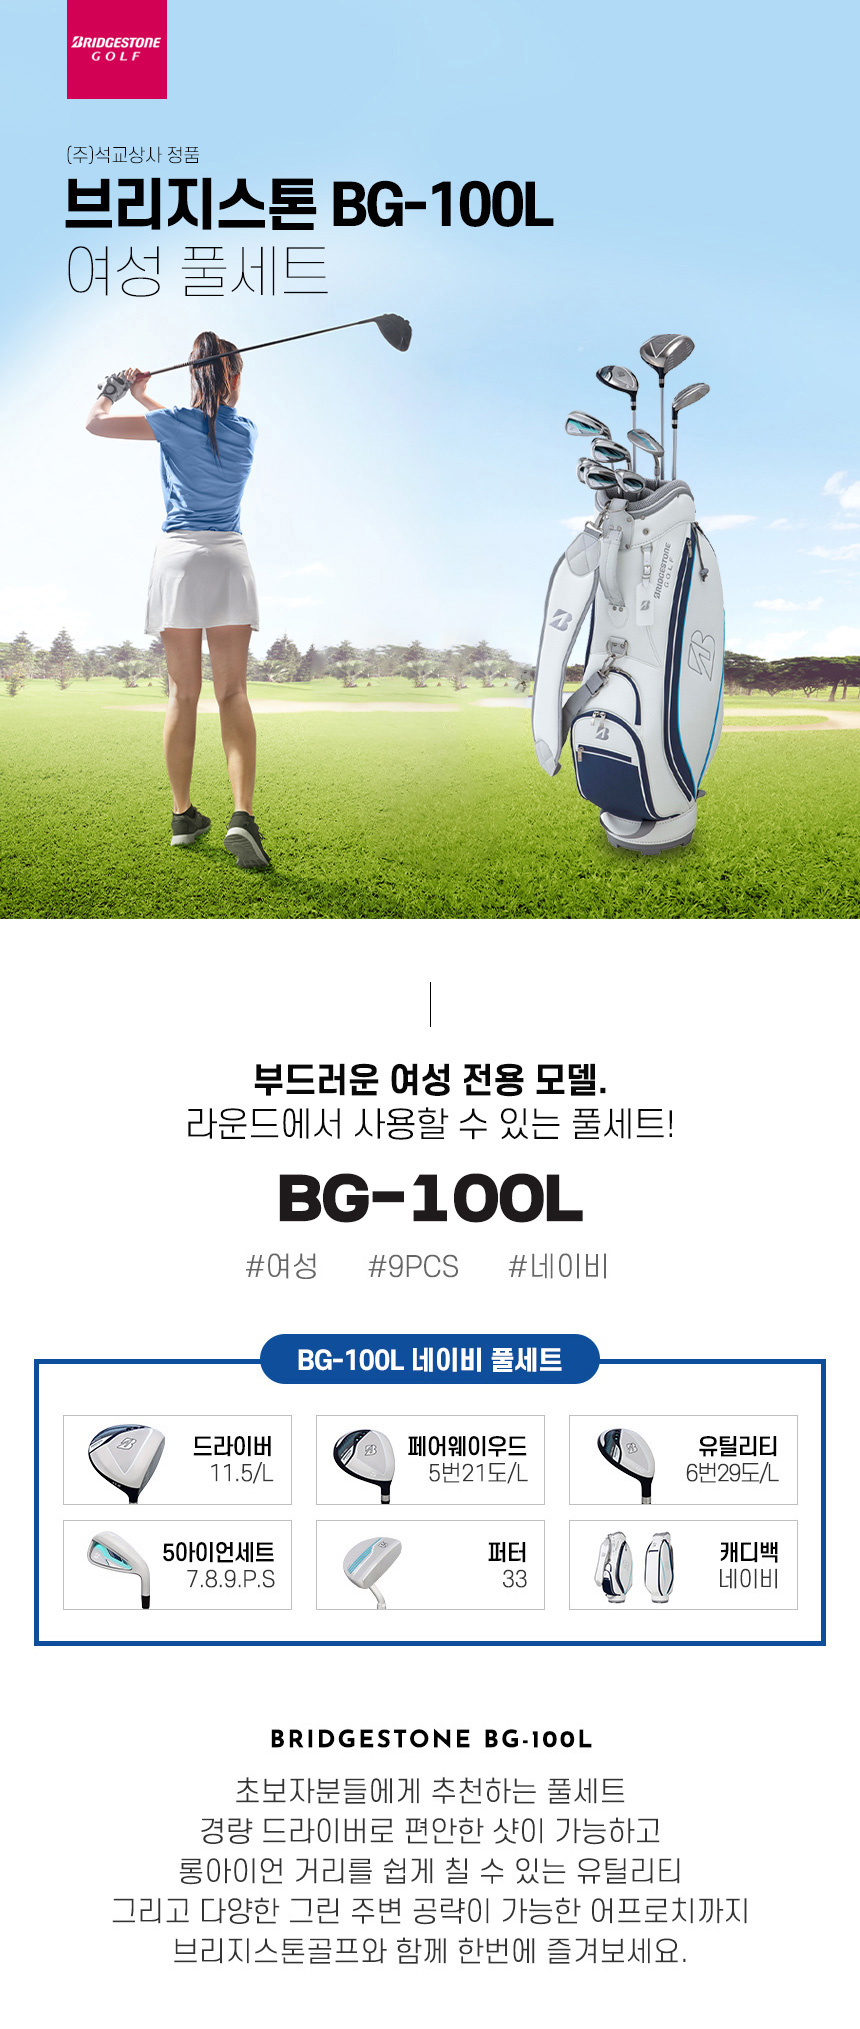 BRIDGESTONE
GOLF
(주)석교상사 정품
브리지스톤 BG-100L
여성 풀세트
BRIDGESTONE
GOLF
부드러운 여성 전용 모델.
라운드에서 사용할 수 있는 풀세트!
BG-100L
#여성 #9PCS #네이비
BG-100L 네이비 풀세트
드라이버
11.5/L
페어웨이우드
5번21도/L
유틸리티
6번29도/L
5아이언세트
7.8.9.P.S
퍼터
33
캐디백
네이비
BRIDGESTONE BG-100L
초보자분들에게 추천하는 풀세트
경량 드라이버로 편안한 샷이 가능하고
롱아이언 거리를 쉽게 칠 수 있는 유틸리티
그리고 다양한 그린 주변 공략이 가능한 어프로치까지
브리지스톤골프와 함께 한번에 즐겨보세요.